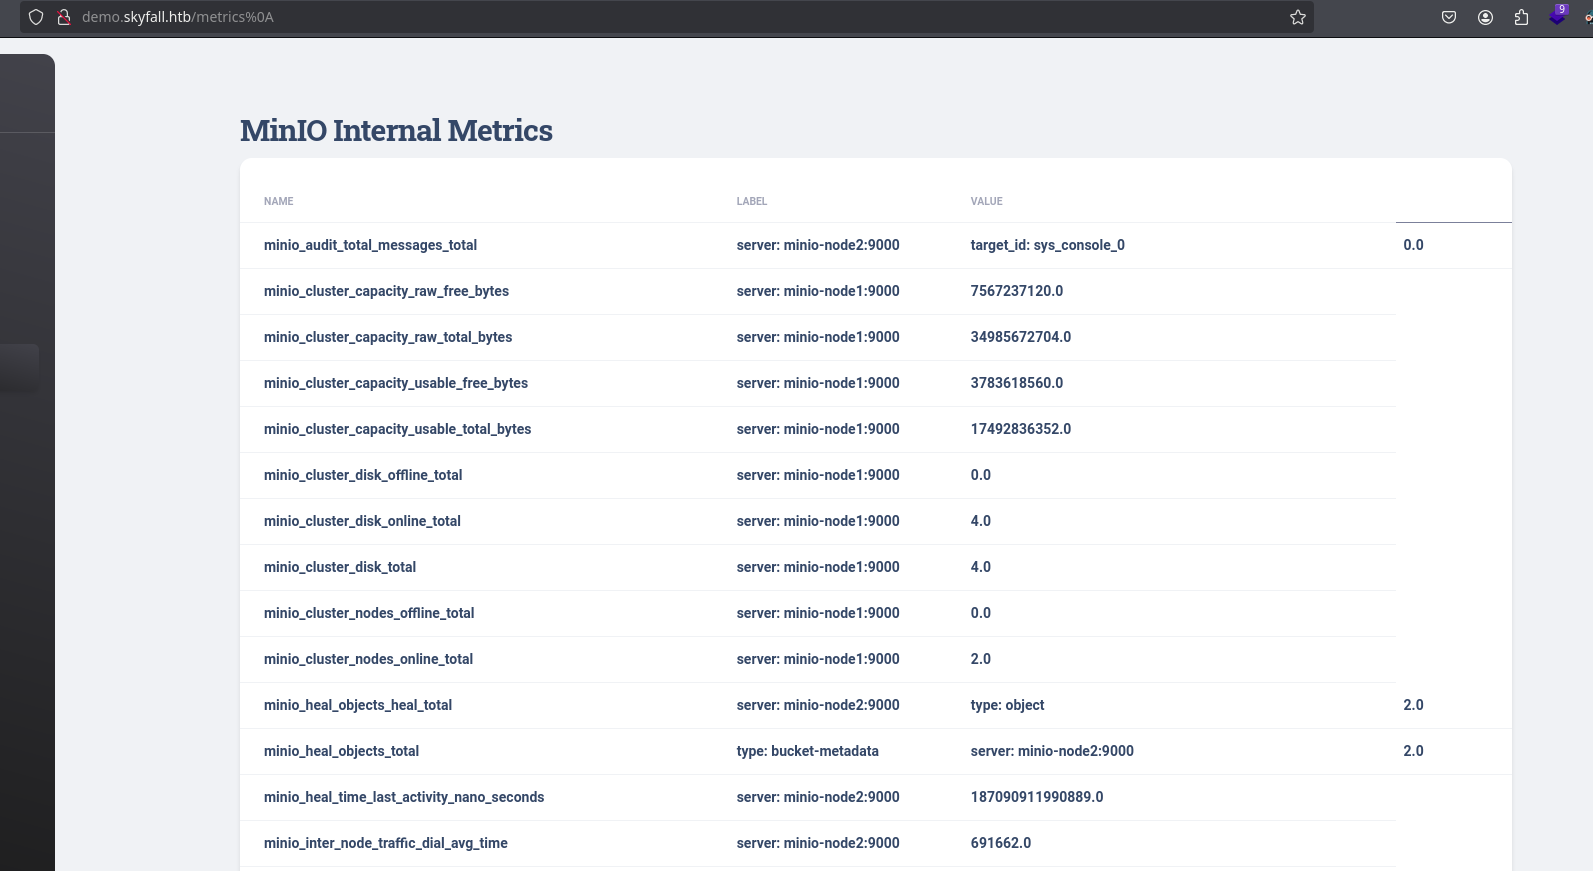 demo.skyfall.htb/metrics%0A
9
MinIO Internal Metrics
NAME LABEL VALUE
minio_audit_total_messages_total server: minio-node2:9000 target_id: sys_console_0 0.0
minio_cluster_capacity_raw_free_bytes server: minio-node1:9000 7567237120.0
minio_cluster_capacity_raw_total_bytes server: minio-node1:9000 34985672704.0
minio_cluster_capacity_usable_free_bytes server: minio-node1:9000 3783618560.0
minio_cluster_capacity_usable_total_bytes server: minio-node1:9000 17492836352.0
minio_cluster_disk_offline_total server: minio-node1:9000 0.0
minio_cluster_disk_online_total server: minio-node1:9000 4.0
minio_cluster_disk_total server: minio-node1:9000 4.0
minio_cluster_nodes_offline_total server: minio-node1:9000 0.0
minio_cluster_nodes_online_total server: minio-node1:9000 2.0
minio_heal_objects_heal_total server: minio-node2:9000 type: object 2.0
minio_heal_objects_total type: bucket-metadata server: minio-node2:9000 2.0
minio_heal_time_last_activity_nano_seconds server: minio-node2:9000 187090911990889.0
minio_inter_node_traffic_dial_avg_time server: minio-node2:9000 691662.0